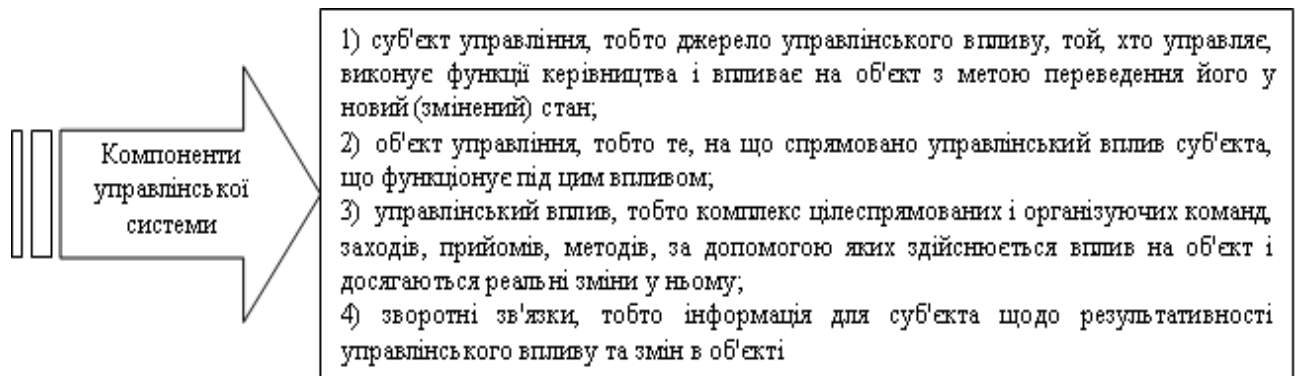 Компоненти
управлінської
системи
1) суб'єкт управління, тобто джерело управлінського впливу, той, хто управляє,
виконує функції керівництва і впливає на об'єкт з метою переведення його у
новий (змінений) стан;
2) об'єкт управління, тобто те, на що спрямовано управлінський вплив суб'єкта,
що функціонує під цим впливом;
3) управлінський вплив, тобто комплекс цілеспрямованих і організуючих команд,
заходів, прийомів, методів, за допомогою яких здійснюється вплив на об'єкт і
досягаються реальні зміни у ньому;
4) зворотні зв'язки, тобто інформація для суб'єкта щодо результативності
управлінського впливу та змін в об'єкті